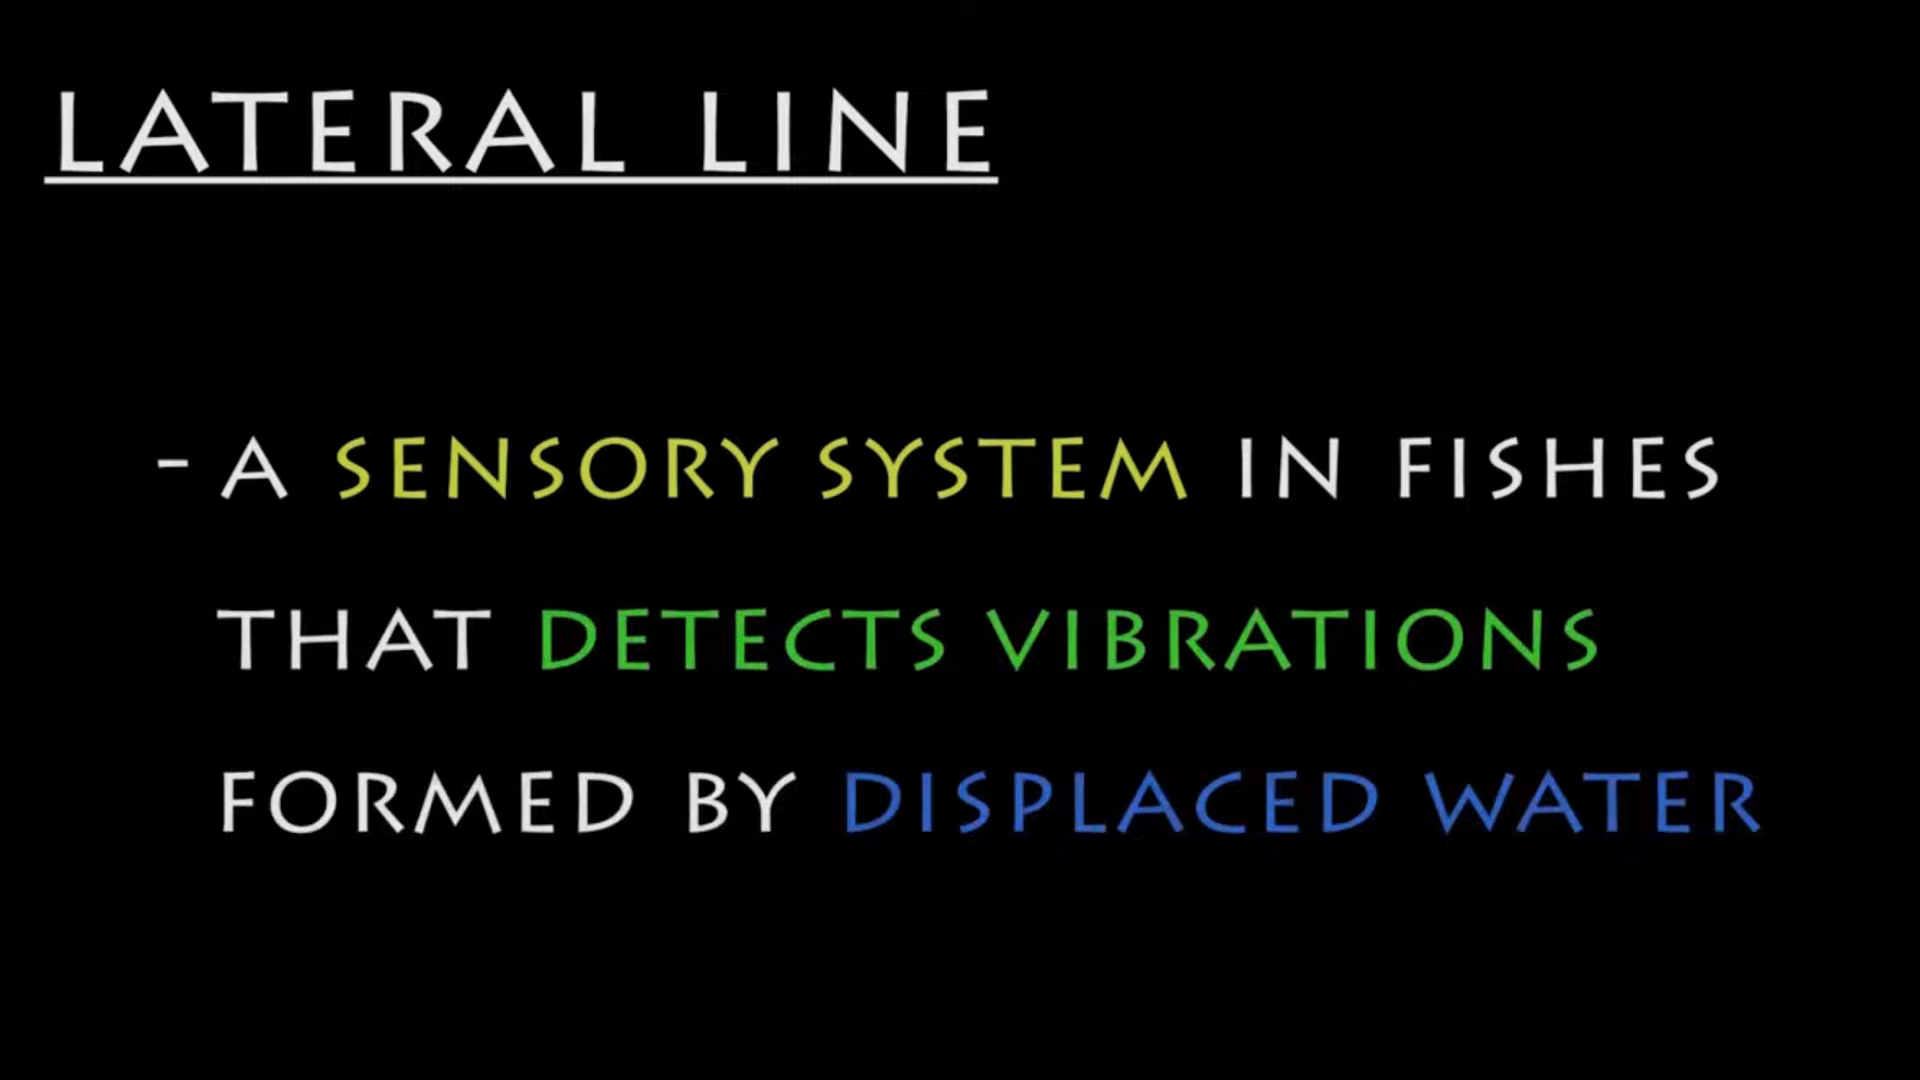 LATERAL LINE
- A SENSORY SYSTEM IN FISHES
THAT DETECTS VIBRATIONS
FORMED BY DISPLACED WATER